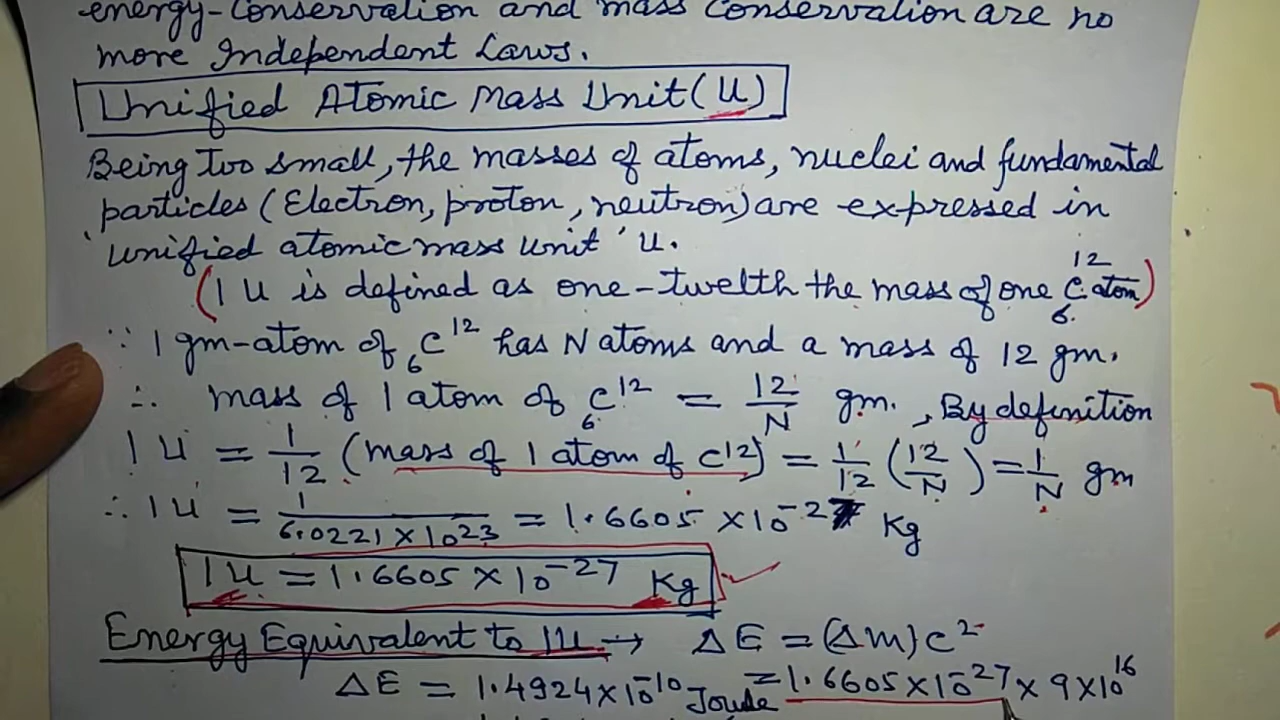 energy-Conservation and mass Conservation are no
more Independent Laws.
Unified Atomic Mass Unit (u)
Being too small, the masses of atoms, nuclei and fundamental
particles (Electron, proton, neutron) are expressed in
'unified atomic mass unit' u.
(1 u is defined as one-twelth the mass of one ₆C¹² atom)
∵ 1 gm-atom of ₆C¹² has N atoms and a mass of 12 gm.
∴ mass of 1 atom of ₆C¹² = 12/N gm. , By definition
1 u = 1/12 (mass of 1 atom of C12) = 1/12 (12/N) = 1/N gm
∴ 1 u = 1/(6.0221 × 10²³) = 1.6605 × 10⁻²⁷ Kg
1 u = 1.6605 × 10⁻²⁷ Kg
Energy Equivalent to 1u → ΔE = (Δm)c²
ΔE = 1.4924×10⁻¹⁰ Joule = 1.6605×10⁻²⁷ × 9×10¹⁶